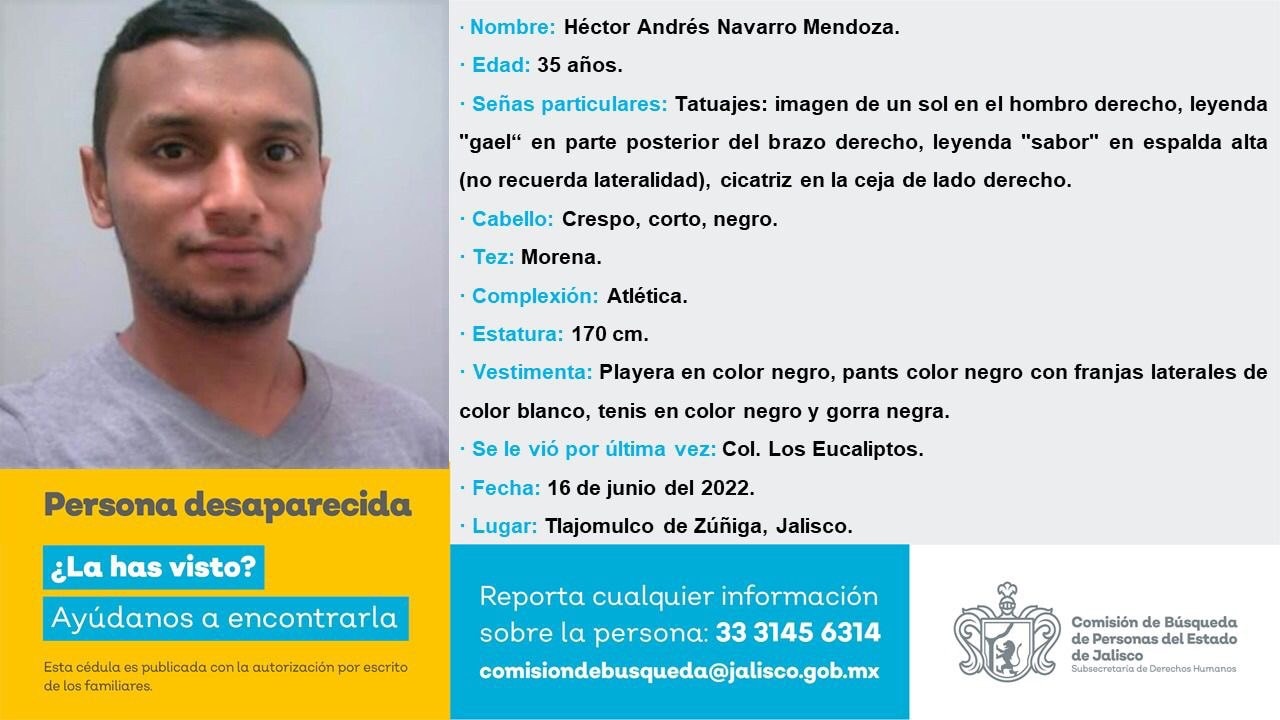 · Nombre: Héctor Andrés Navarro Mendoza.
· Edad: 35 años.
· Señas particulares: Tatuajes: imagen de un sol en el hombro derecho, leyenda
"gael“ en parte posterior del brazo derecho, leyenda "sabor" en espalda alta
(no recuerda lateralidad), cicatriz en la ceja de lado derecho.
· Cabello: Crespo, corto, negro.
· Tez: Morena.
· Complexión: Atlética.
· Estatura: 170 cm.
· Vestimenta: Playera en color negro, pants color negro con franjas laterales de
color blanco, tenis en color negro y gorra negra.
· Se le vió por última vez: Col. Los Eucaliptos.
· Fecha: 16 de junio del 2022.
· Lugar: Tlajomulco de Zúñiga, Jalisco.
Persona desaparecida
¿La has visto?
Ayúdanos a encontrarla
Esta cédula es publicada con la autorización por escrito
de los familiares.
Reporta cualquier información
sobre la persona: 33 3145 6314
comisiondebusqueda@jalisco.gob.mx
Comisión de Búsqueda
de Personas del Estado
de Jalisco
Subsecretaría de Derechos Humanos